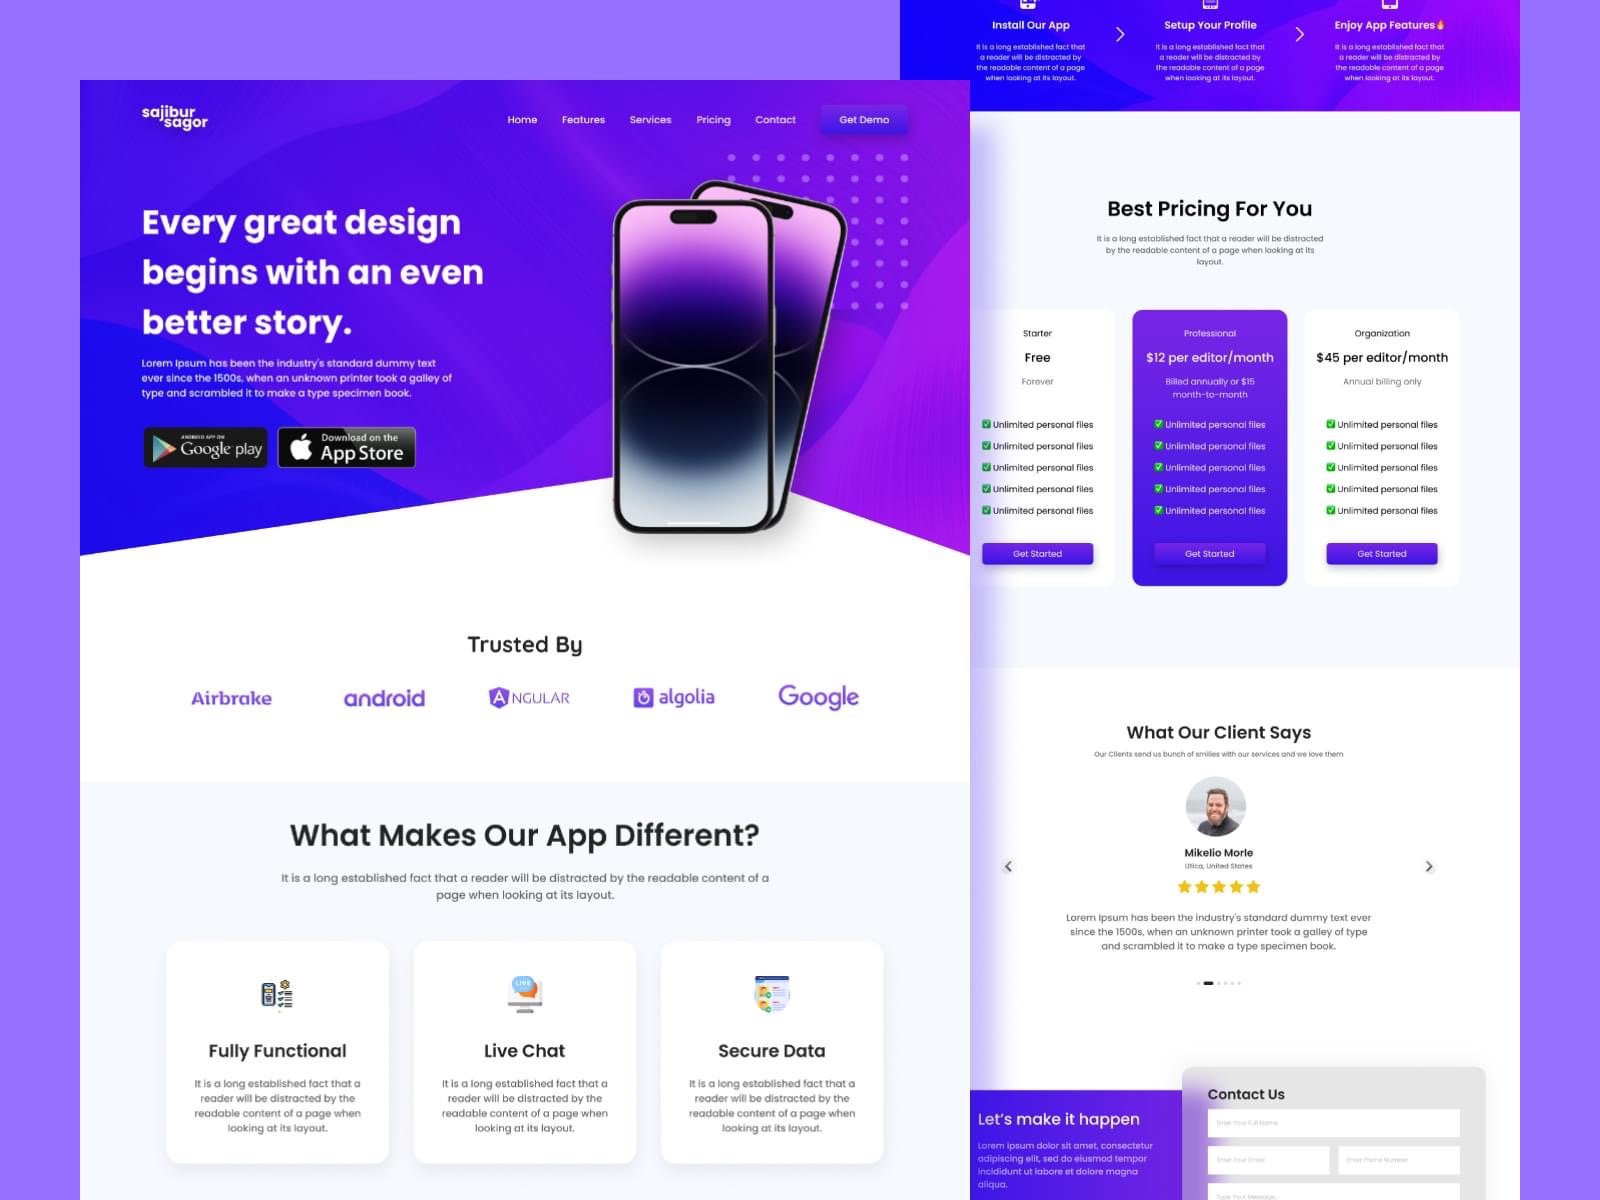 sajibur
sagor
Home
Features
Services
Pricing
Contact
Get Demo
Every great design
begins with an even
better story.
Lorem Ipsum has been the industry's standard dummy text
ever since the 1500s, when an unknown printer took a galley of
type and scrambled it to make a type specimen book.
ANDROID APP ON
Google play
Download on the
App Store
Trusted By
Airbrake
android
ANGULAR
algolia
Google
What Makes Our App Different?
It is a long established fact that a reader will be distracted by the readable content of a
page when looking at its layout.
LIVE
Fully Functional
It is a long established fact that a
reader will be distracted by the
readable content of a page when
looking at its layout.
Live Chat
It is a long established fact that a
reader will be distracted by the
readable content of a page when
looking at its layout.
Secure Data
It is a long established fact that a
reader will be distracted by the
readable content of a page when
looking at its layout.
Install Our App
It is a long established fact that
a reader will be distracted by
the readable content of a page
when looking at its layout.
Setup Your Profile
It is a long established fact that
a reader will be distracted by
the readable content of a page
when looking at its layout.
Enjoy App Features🔥
It is a long established fact that
a reader will be distracted by
the readable content of a page
when looking at its layout.
Best Pricing For You
It is a long established fact that a reader will be distracted
by the readable content of a page when looking at its
layout.
Starter
Free
Forever
✅ Unlimited personal files
✅ Unlimited personal files
✅ Unlimited personal files
✅ Unlimited personal files
✅ Unlimited personal files
Get Started
Professional
$12 per editor/month
Billed annually or $15
month-to-month
✅ Unlimited personal files
✅ Unlimited personal files
✅ Unlimited personal files
✅ Unlimited personal files
✅ Unlimited personal files
Get Started
Organization
$45 per editor/month
Annual billing only
✅ Unlimited personal files
✅ Unlimited personal files
✅ Unlimited personal files
✅ Unlimited personal files
✅ Unlimited personal files
Get Started
What Our Client Says
Our Clients send us bunch of smilies with our services and we love them
Mikelio Morle
Utica, United States
Lorem Ipsum has been the industry's standard dummy text ever
since the 1500s, when an unknown printer took a galley of type
and scrambled it to make a type specimen book.
Let's make it happen
Lorem ipsum dolor sit amet, consectetur
adipiscing elit, sed do eiusmod tempor
incididunt ut labore et dolore magna
aliqua.
Contact Us
Enter Your Full Name
Enter Your Email
Enter Phone Number
Type Your Message..